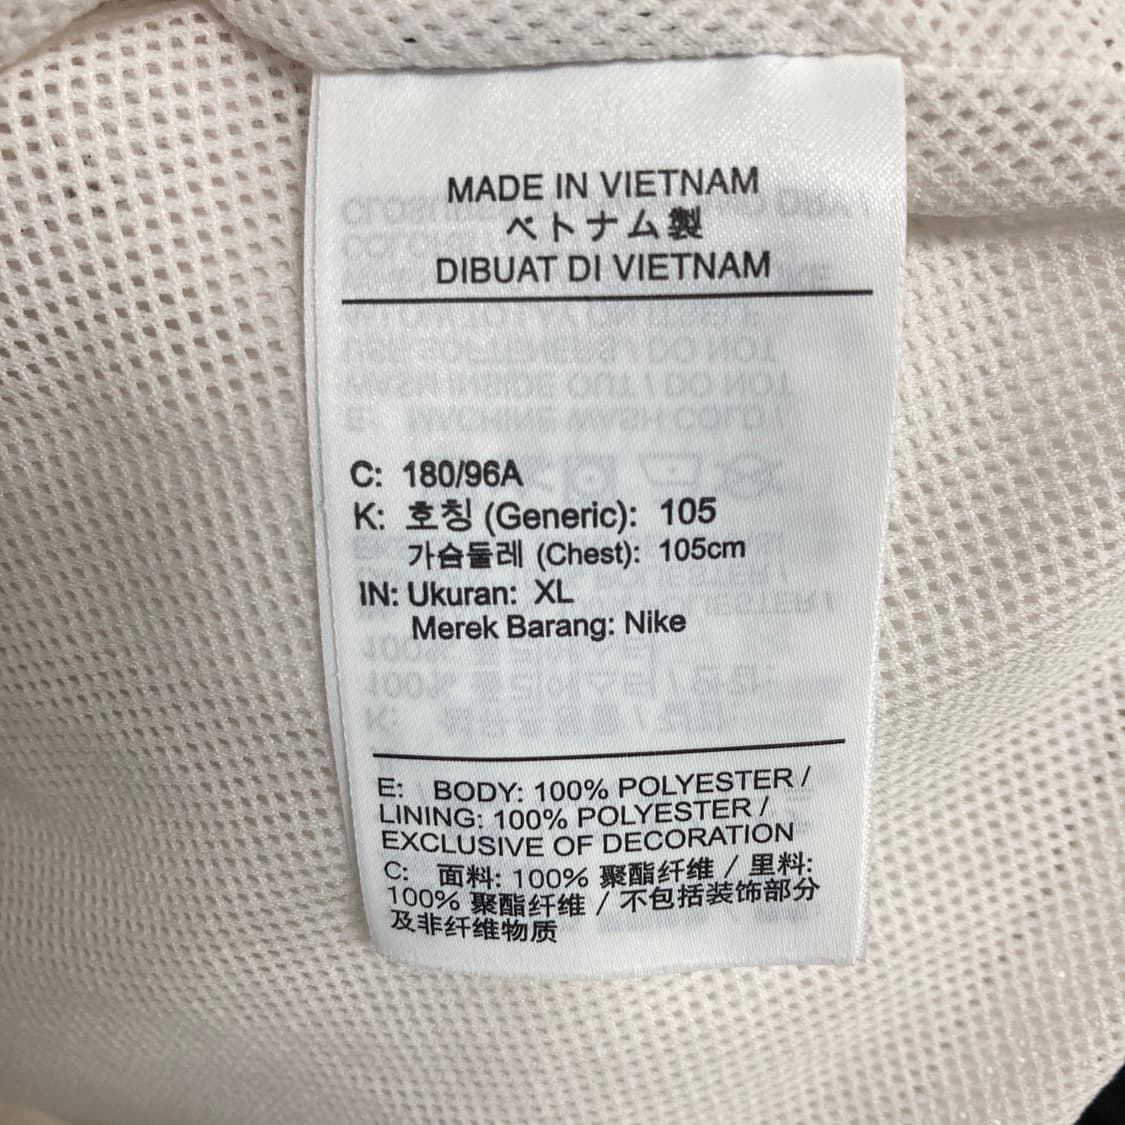 MADE IN VIETNAM
ベトナム製
DIBUAT DI VIETNAM
C: 180/96A
K: 호칭 (Generic): 105
가슴둘레 (Chest): 105cm
IN: Ukuran: XL
Merek Barang: Nike
E: BODY: 100% POLYESTER /
LINING: 100% POLYESTER /
EXCLUSIVE OF DECORATION
C: 面料: 100% 聚酯纤维 / 里料:
100% 聚酯纤维 / 不包括装饰部分
及非纤维物质